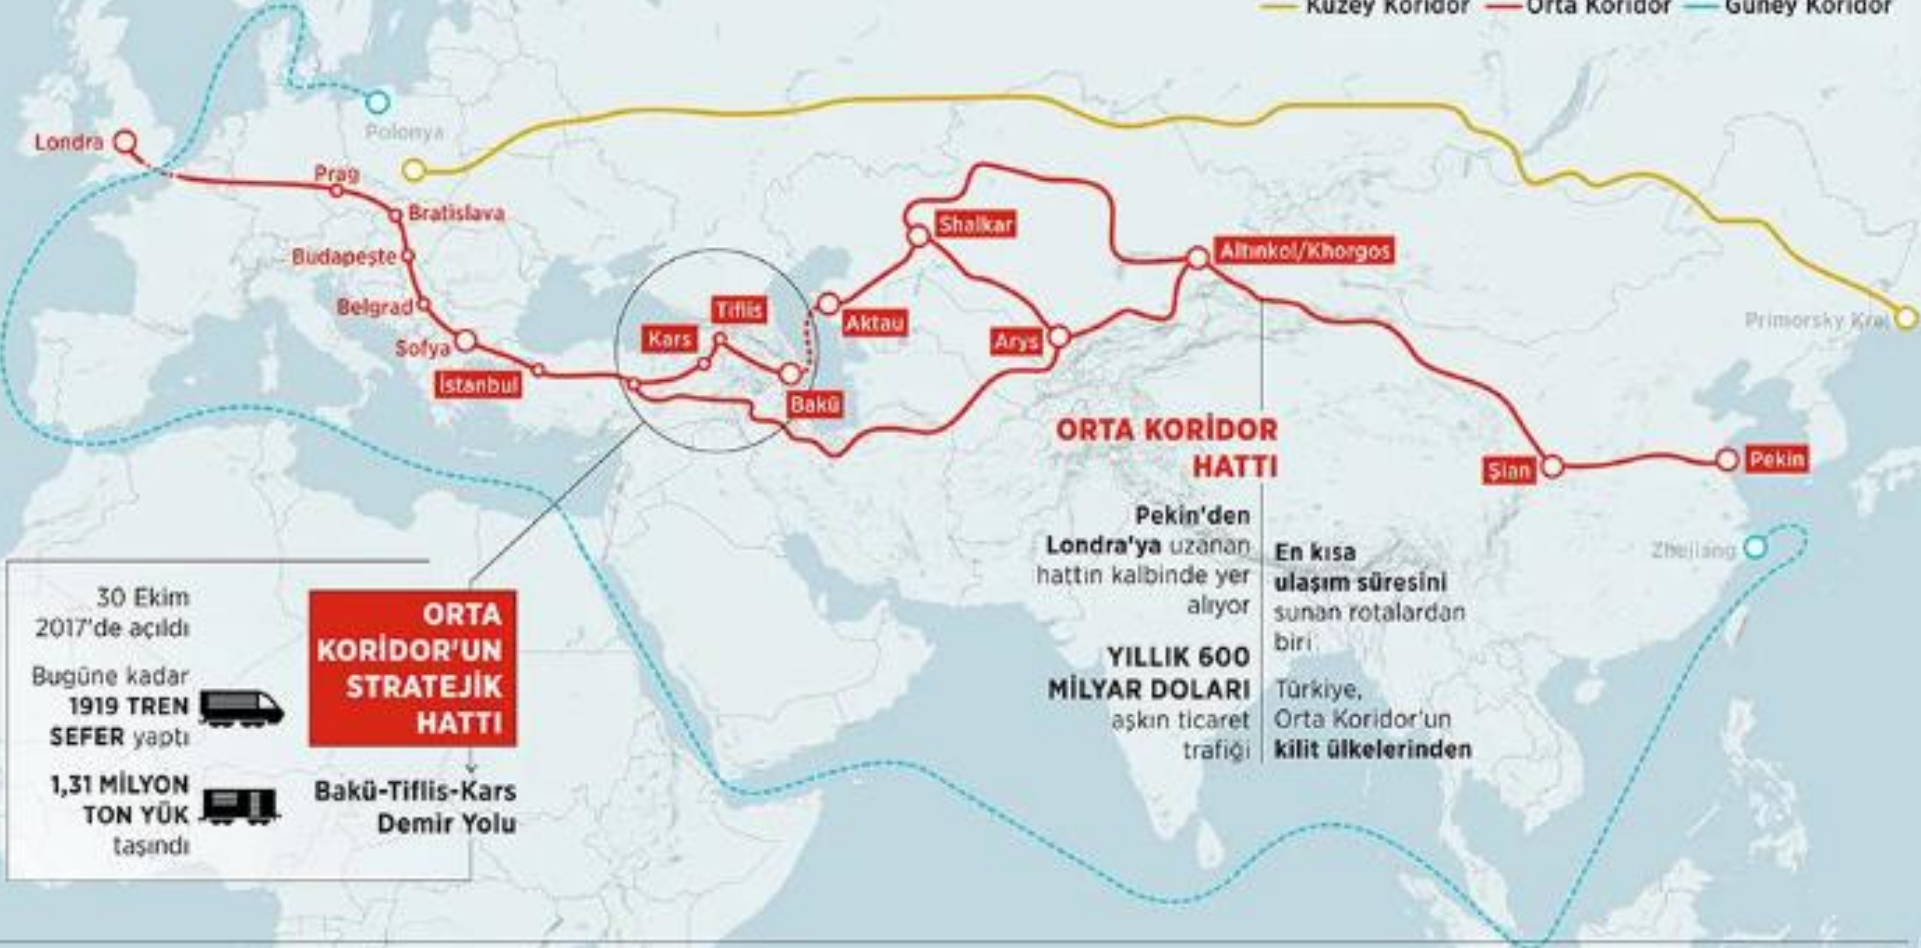 Kuzey Koridor
Orta Koridor
Güney Koridor
Londra
Polonya
Prag
Bratislava
Budapeşte
Belgrad
Sofya
İstanbul
Kars
Tiflis
Bakü
Aktau
Shalkar
Arys
Altınkol/Khorgos
Primorsky Krai
Şian
Pekin
Zhejiang
ORTA KORİDOR
HATTI
Pekin'den
Londra'ya uzanan
hattın kalbinde yer
alıyor
YILLIK 600
MİLYAR DOLARI
aşkın ticaret
trafiği
En kısa
ulaşım süresini
sunan rotalardan
biri
Türkiye,
Orta Koridor'un
kilit ülkelerinden
30 Ekim
2017'de açıldı
Bugüne kadar
1919 TREN
SEFER yaptı
1,31 MİLYON
TON YÜK
taşındı
ORTA
KORİDOR'UN
STRATEJİK
HATTI
Bakü-Tiflis-Kars
Demir Yolu